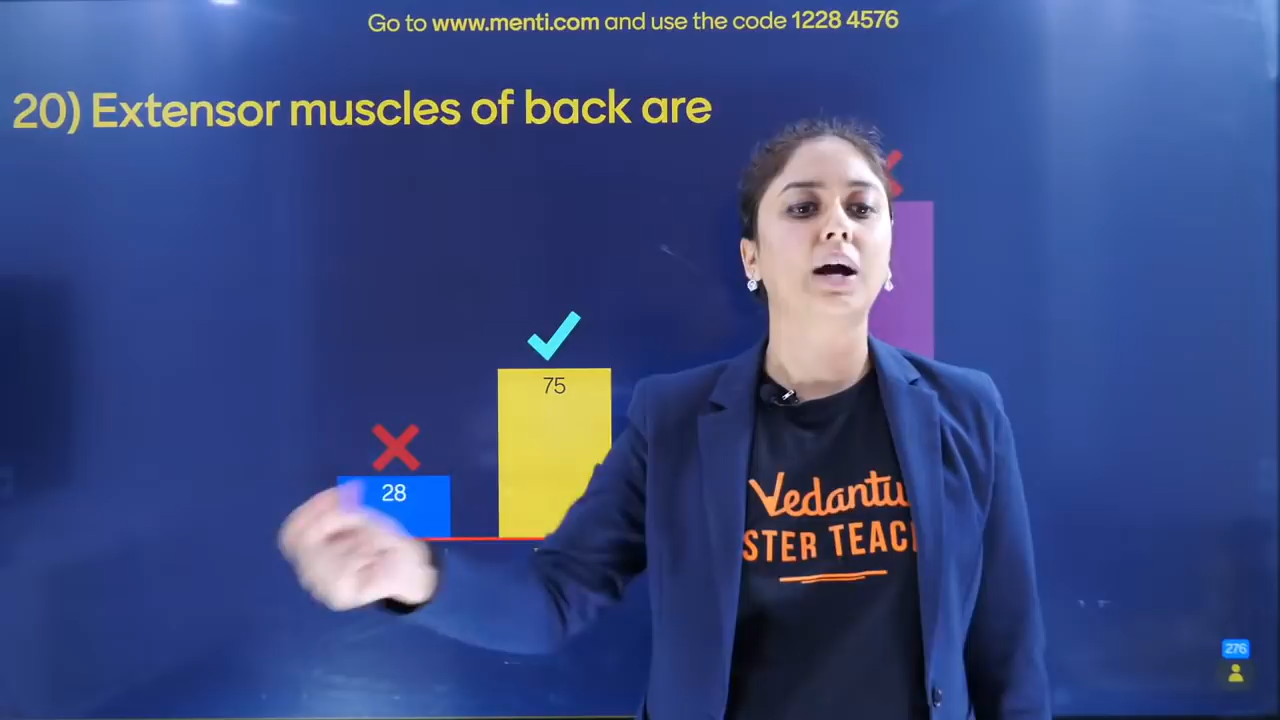 Go to www.menti.com and use the code 1228 4576
20) Extensor muscles of back are
75
28
Vedantu
STER TEAC
276